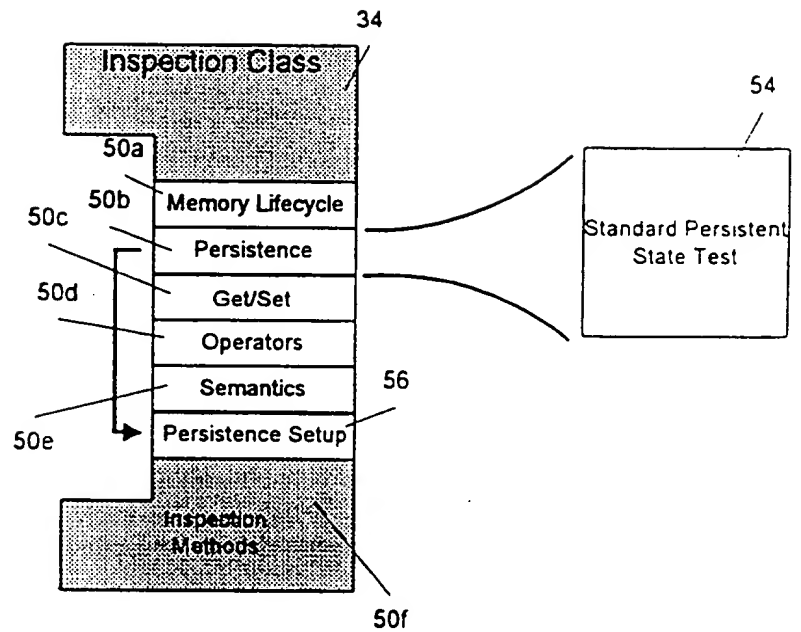 34
Inspection Class
54
50a
Memory Lifecycle
50b
Persistence
50c
Standard Persistent
State Test
Get/Set
50d
Operators
Semantics
56
50e
Persistence Setup
Inspection
Methods
50f